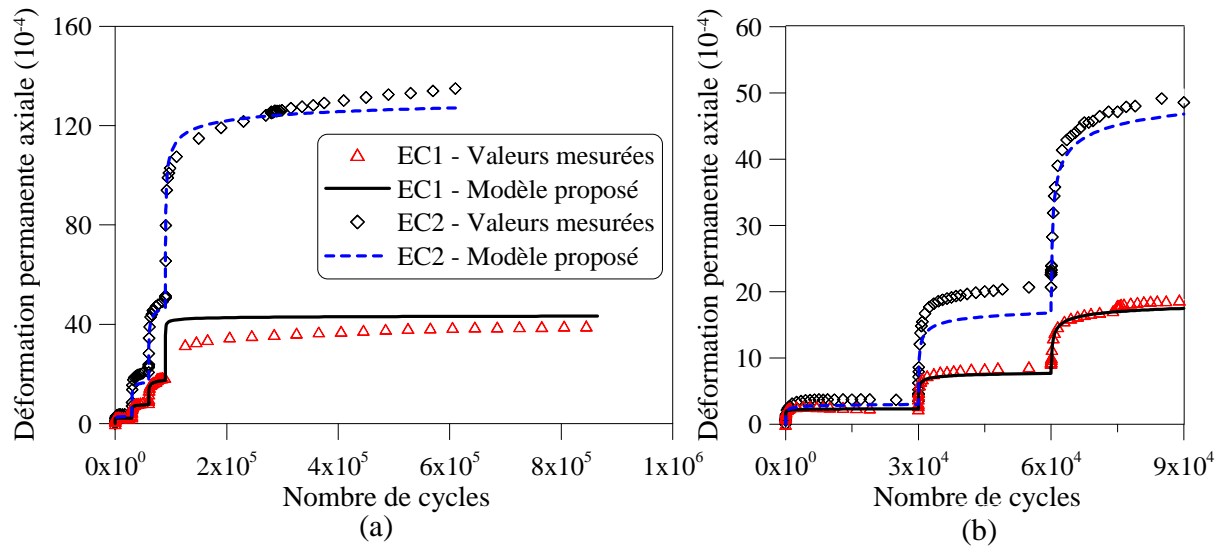 Déformation permanente axiale (10⁻⁴)
160
120
80
40
0
EC1 - Valeurs mesurées
EC1 - Modèle proposé
EC2 - Valeurs mesurées
EC2 - Modèle proposé
0x10⁰ 2x10⁵ 4x10⁵ 6x10⁵ 8x10⁵ 1x10⁶
Nombre de cycles
(a)
Déformation permanente axiale (10⁻⁴)
60
50
40
30
20
10
0
0x10⁰ 3x10⁴ 6x10⁴ 9x10⁴
Nombre de cycles
(b)